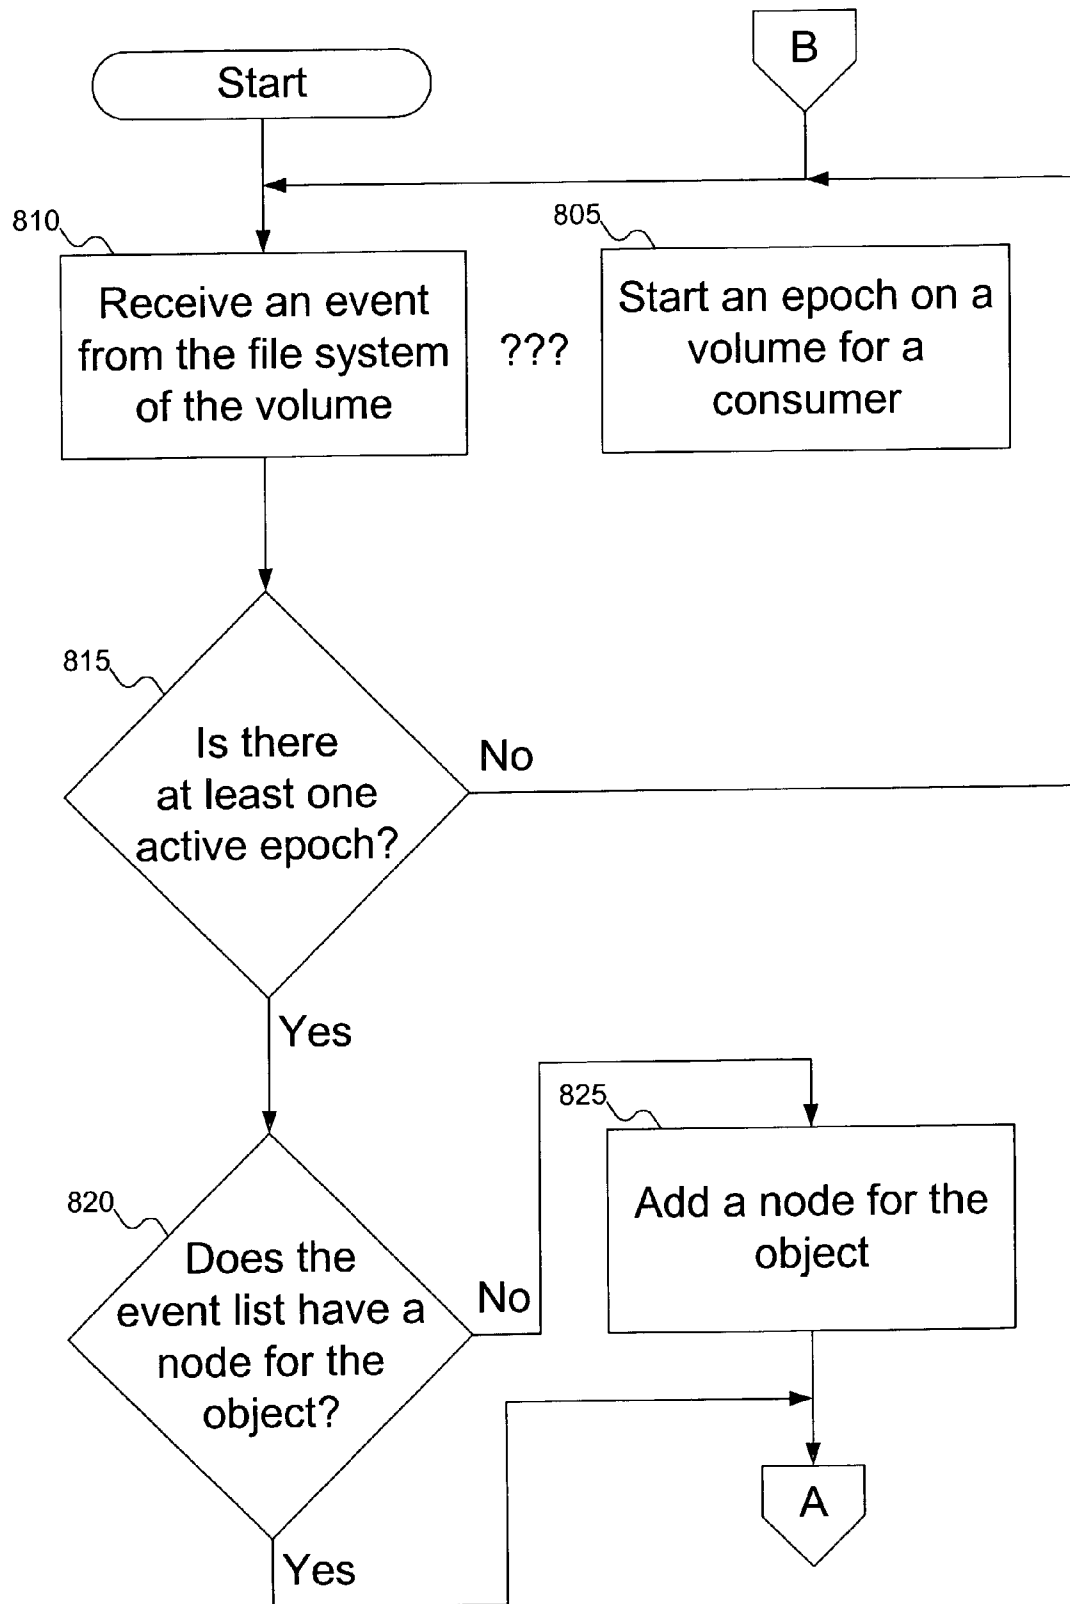 B
Start
810
805
Receive an event
from the file system
of the volume
???
Start an epoch on a
volume for a
consumer
815
Is there
at least one
active epoch?
No
Yes
825
820
Add a node for the
object
Does the
event list have a
node for the
object?
No
A
Yes